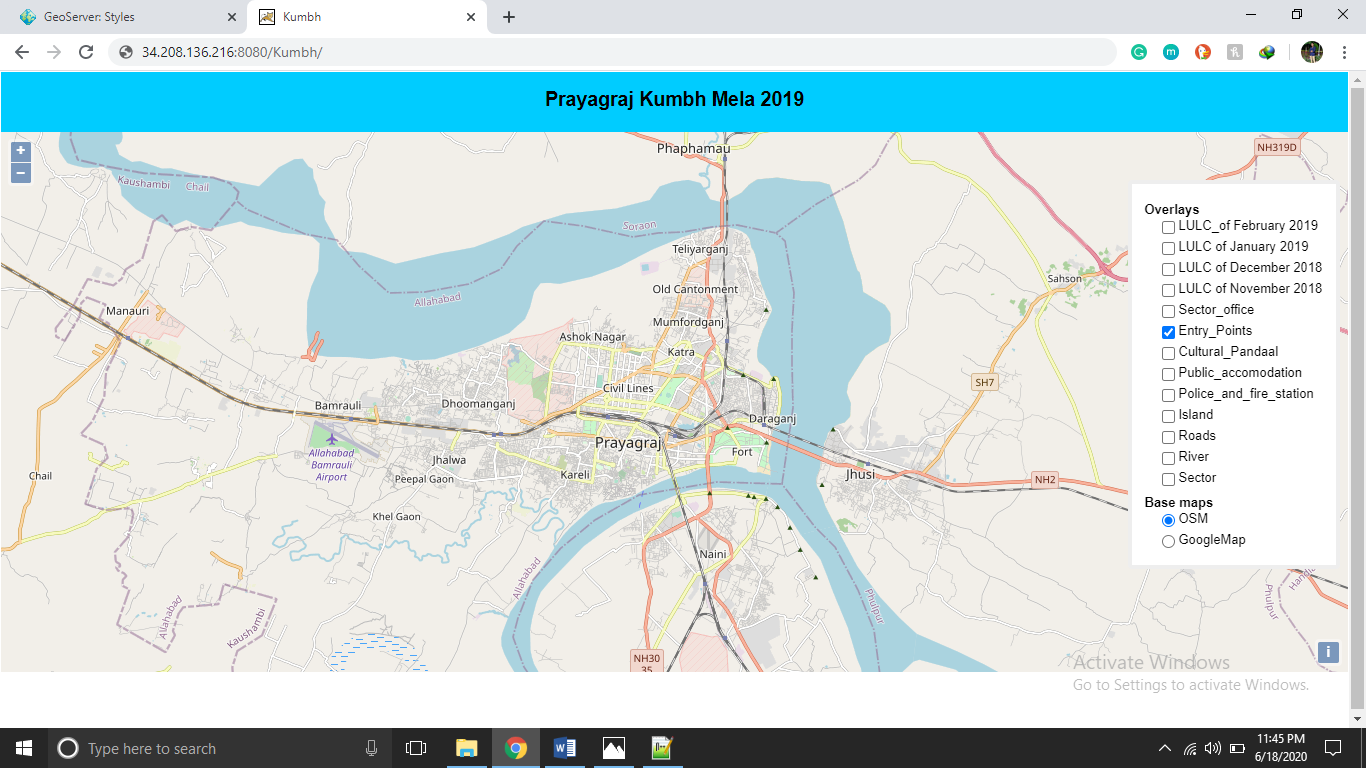 GeoServer: Styles
Kumbh
34.208.136.216:8080/Kumbh/
Prayagraj Kumbh Mela 2019
+
−
Phaphamau
NH319D
Kaushambi
Chail
Soraon
Teliyarganj
Allahabad
Old Cantonment
Sahson
Manauri
Mumfordganj
Ashok Nagar
Katra
SH7
Civil Lines
Bamrauli
Dhoomanganj
Daraganj
Prayagraj
Fort
Allahabad
Bamrauli
Airport
Jhalwa
Kareli
Jhusi
NH2
Chail
Peepal Gaon
Khel Gaon
Naini
Allahabad
Allahabad
Kaushambi
Phulpur
Phulpur
NH30
35
Overlays
LULC_of February 2019
LULC of January 2019
LULC of December 2018
LULC of November 2018
Sector_office
Entry_Points
Cultural_Pandaal
Public_accomodation
Police_and_fire_station
Island
Roads
River
Sector
Base maps
OSM
GoogleMap
i
Activate Windows
Go to Settings to activate Windows.
Type here to search
11:45 PM
6/18/2020